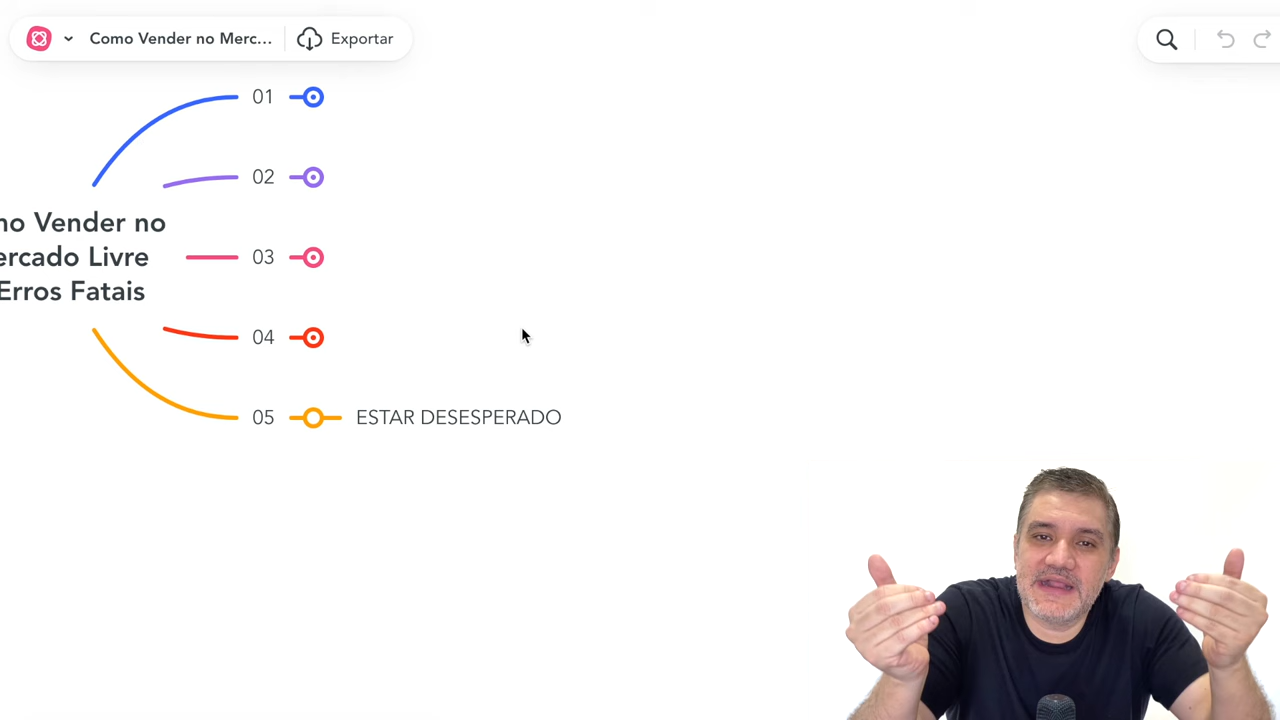 Como Vender no Merc...
Exportar
01
02
no Vender no
ercado Livre
Erros Fatais
03
04
05
ESTAR DESESPERADO